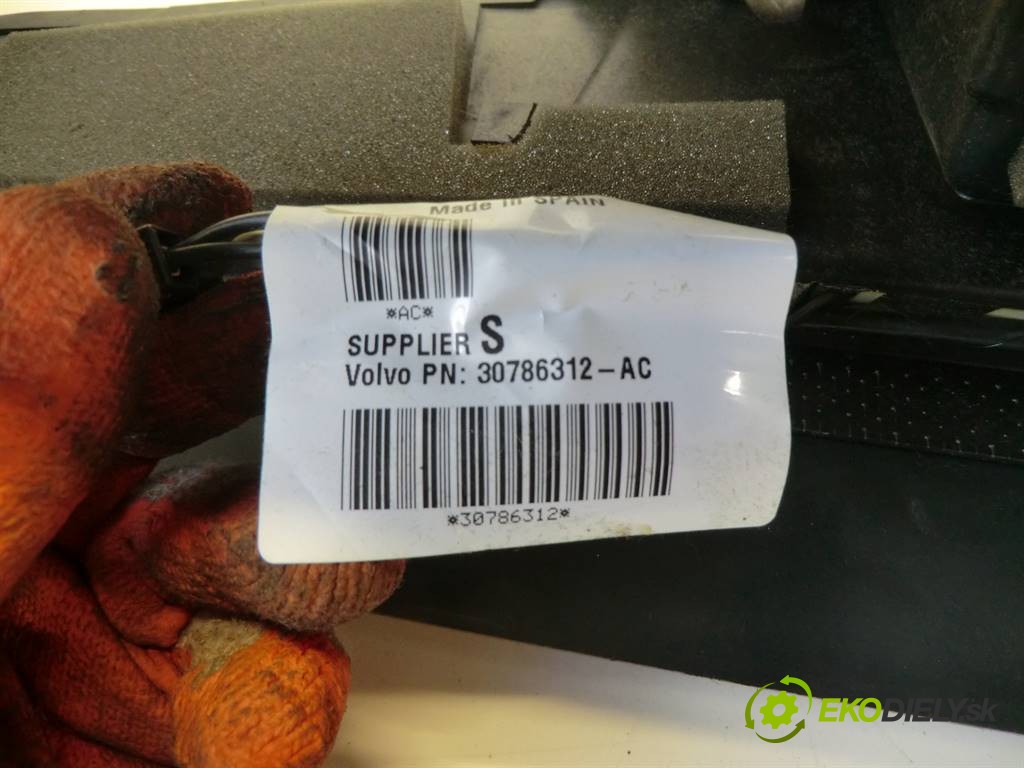 Made in SPAIN
*AC*
SUPPLIER S
Volvo PN: 30786312-AC
*30786312*
EKODIELY.sk